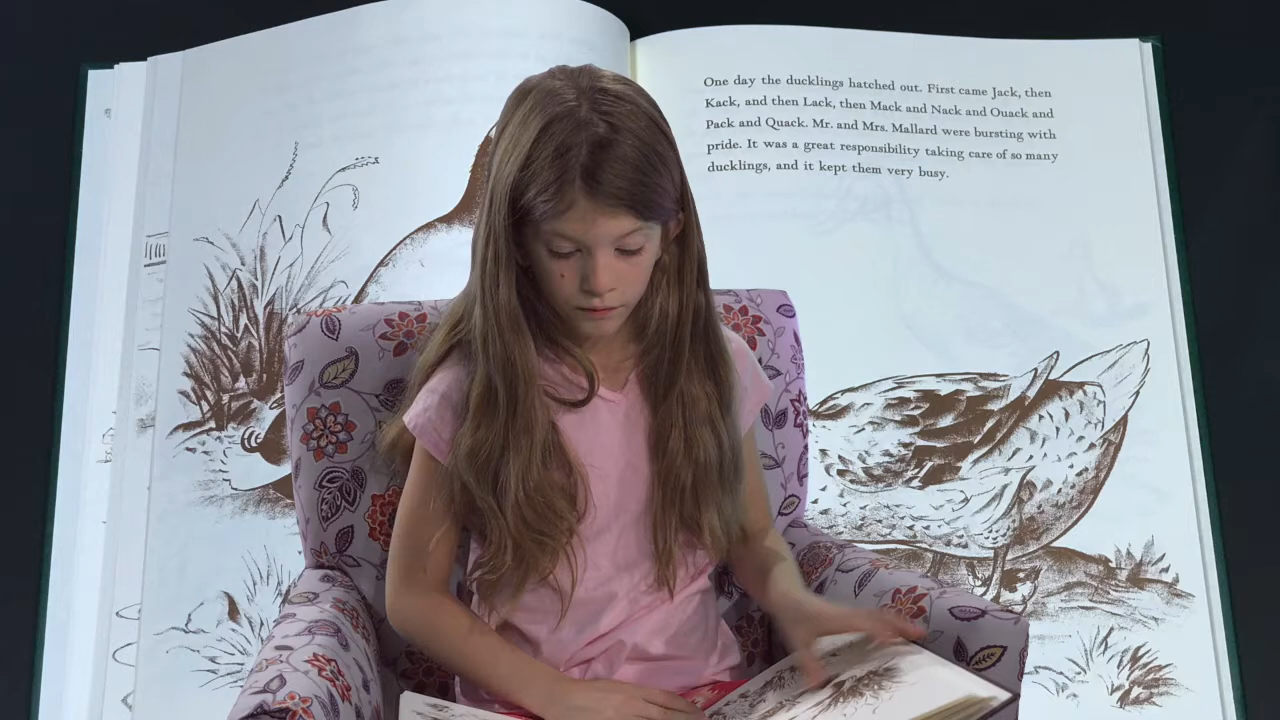 One day the ducklings hatched out. First came Jack, then
Kack, and then Lack, then Mack and Nack and Ouack and
Pack and Quack. Mr. and Mrs. Mallard were bursting with
pride. It was a great responsibility taking care of so many
ducklings, and it kept them very busy.